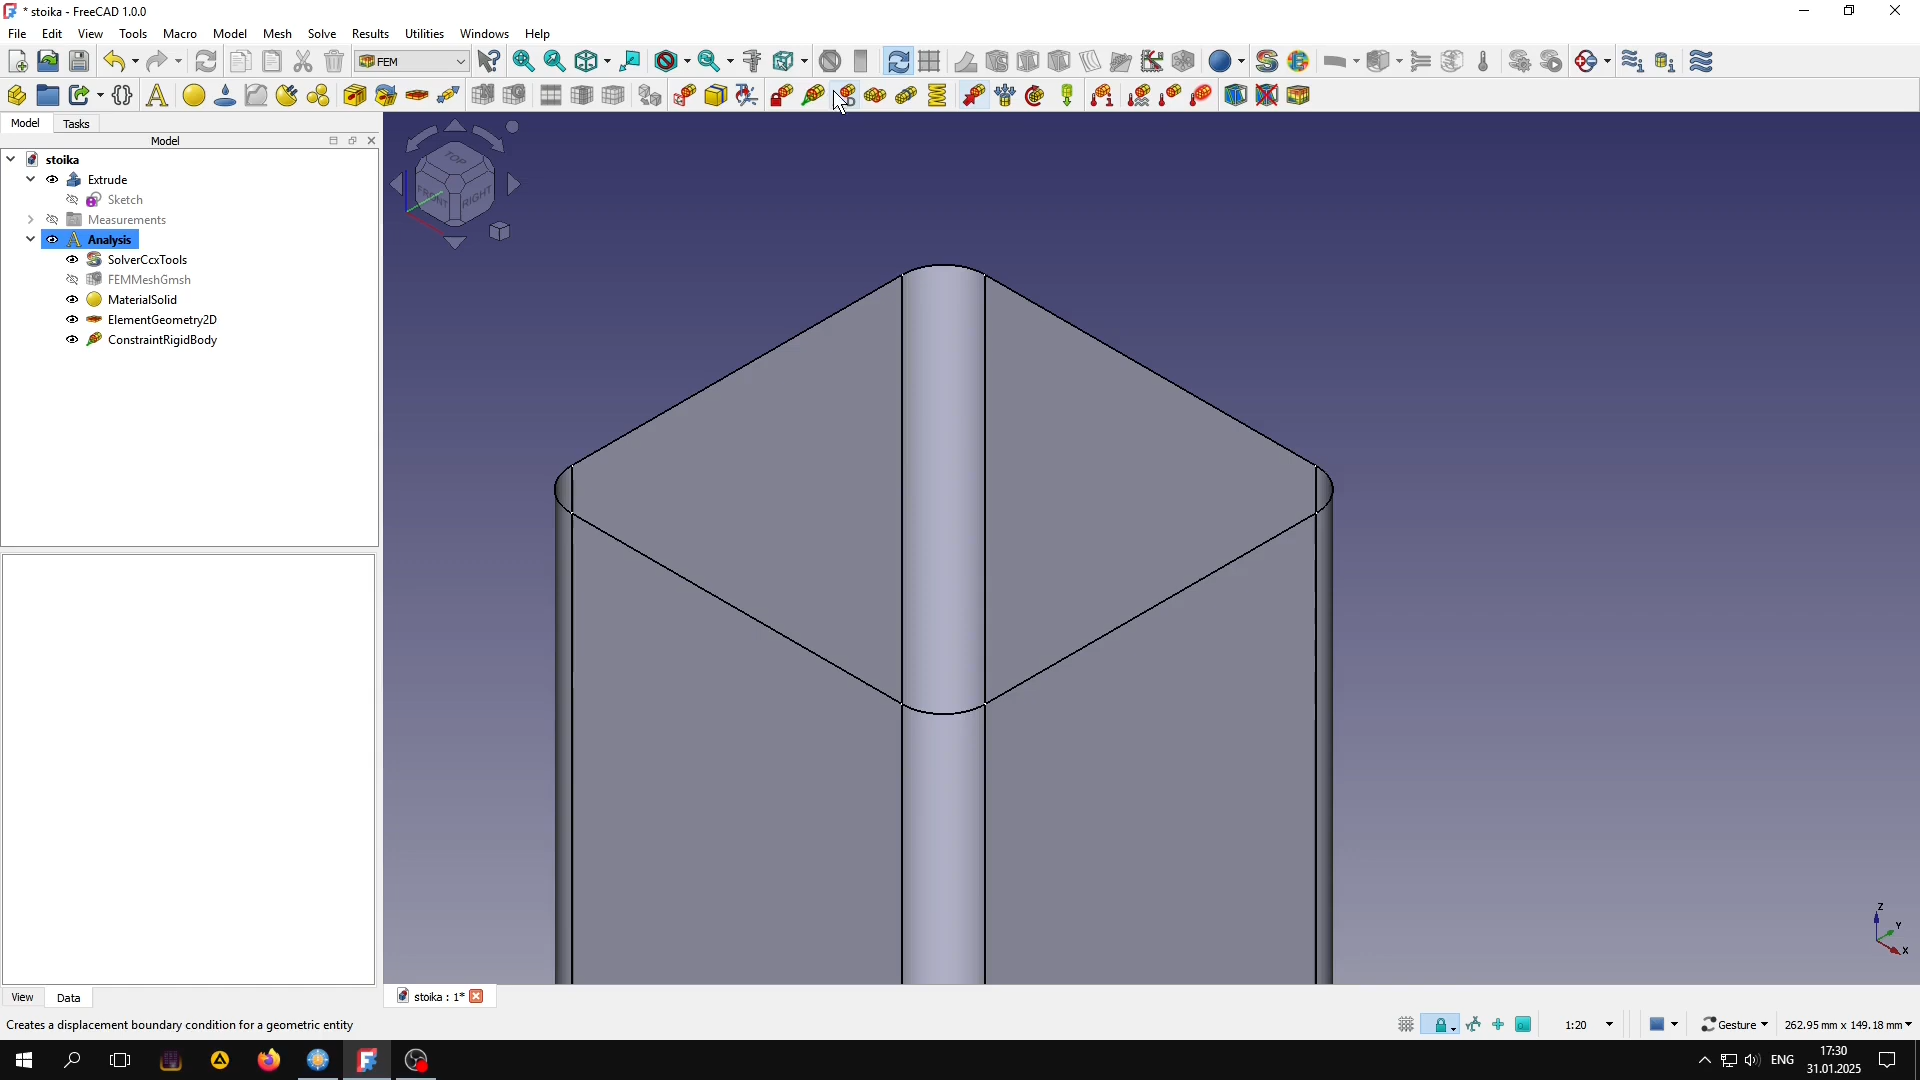 * stoika - FreeCAD 1.0.0
File Edit View Tools Macro Model Mesh Solve Results Utilities Windows Help
FEM
Model Tasks
Model
stoika
Extrude
Sketch
Measurements
Analysis
SolverCcxTools
FEMMeshGmsh
MaterialSolid
ElementGeometry2D
ConstraintRigidBody
TOP
FRONT
RIGHT
Z
Y
X
View Data
stoika : 1*
Creates a displacement boundary condition for a geometric entity
1:20
Gesture
262.95 mm x 149.18 mm
ENG
17:30
31.01.2025